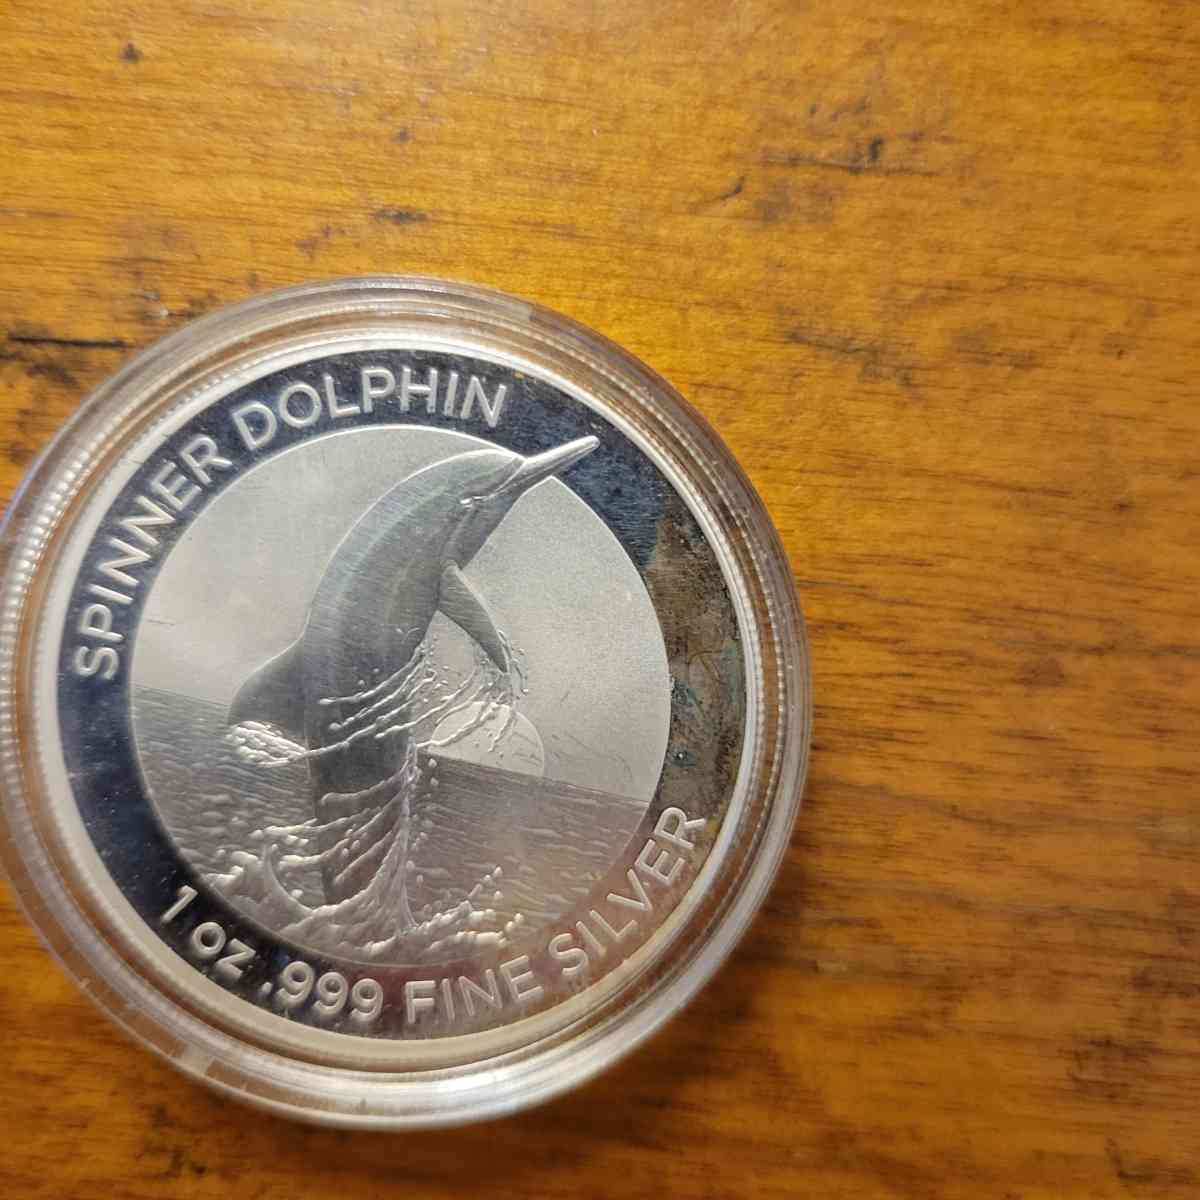 SPINNER DOLPHIN
1 oz .999 FINE SILVER